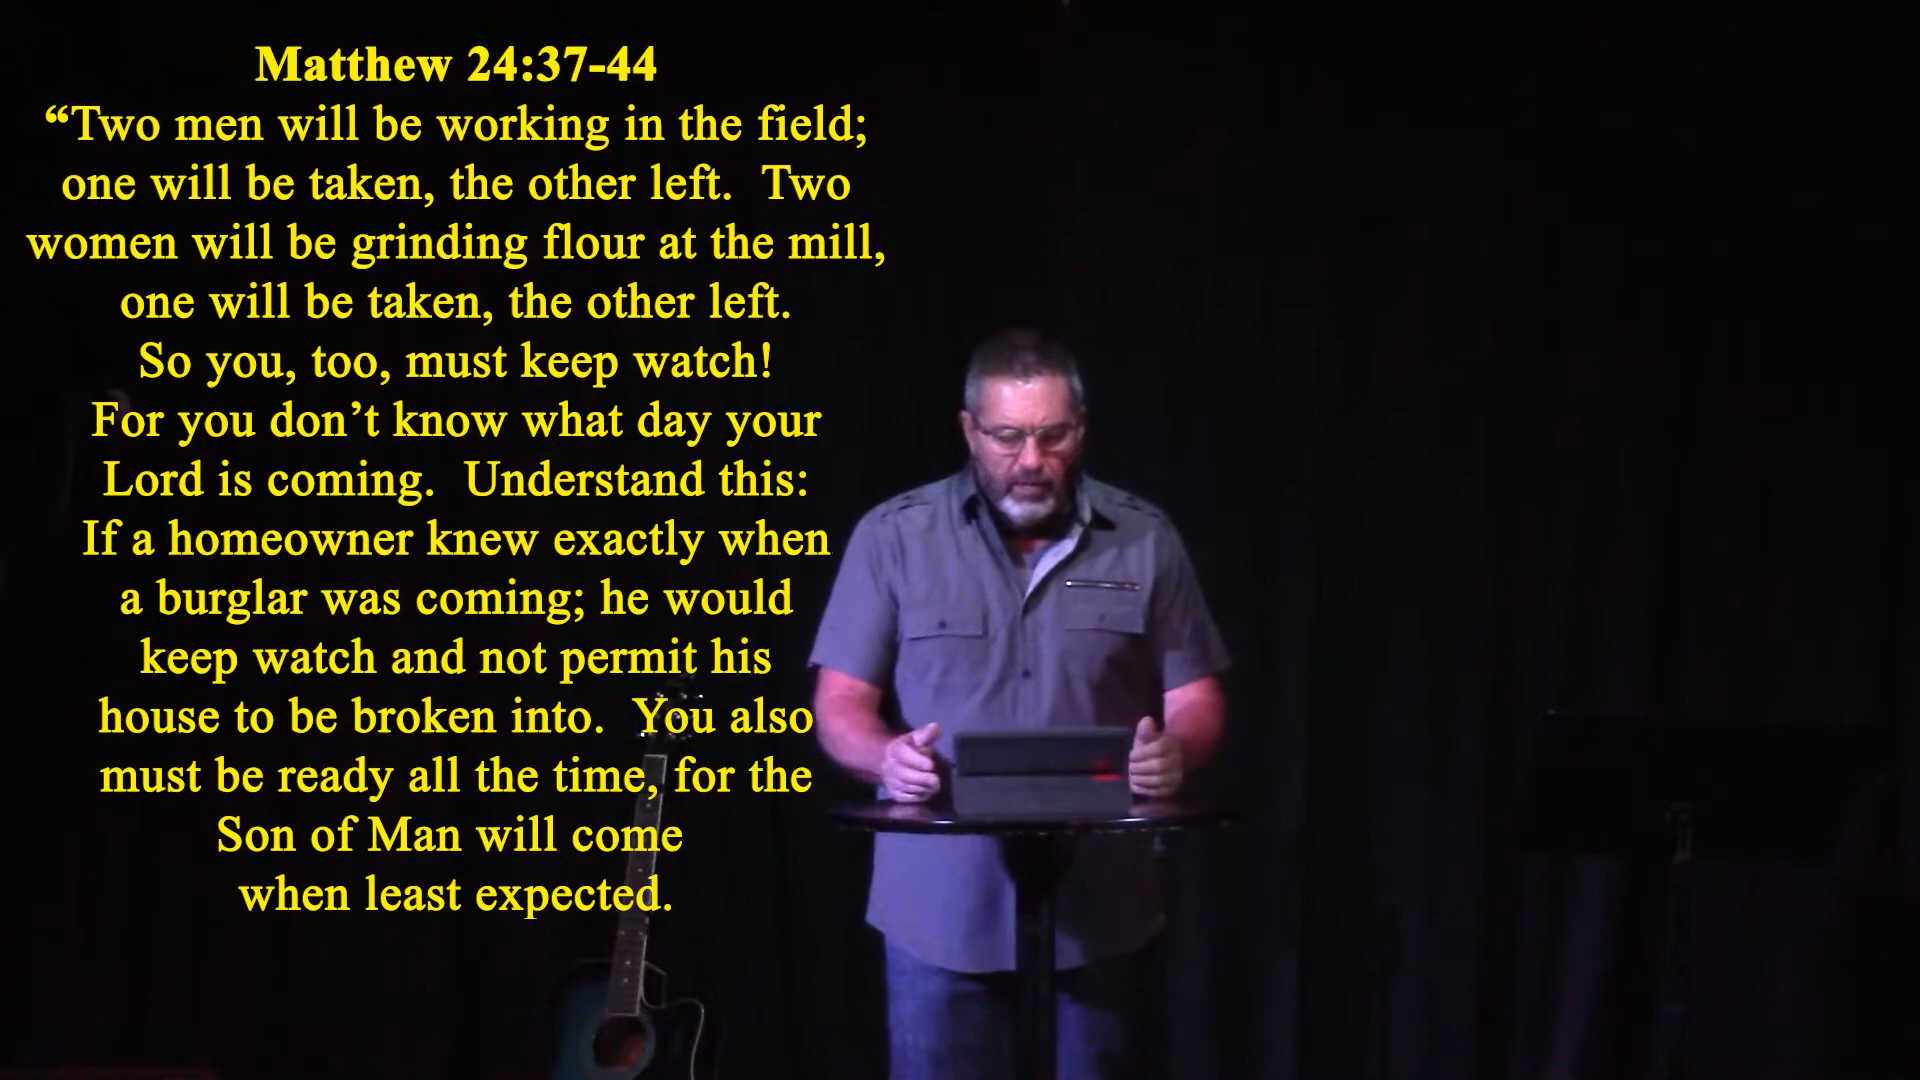 Matthew 24:37-44
“Two men will be working in the field;
one will be taken, the other left.  Two
women will be grinding flour at the mill,
one will be taken, the other left.
So you, too, must keep watch!
For you don’t know what day your
Lord is coming.  Understand this:
If a homeowner knew exactly when
a burglar was coming; he would
keep watch and not permit his
house to be broken into.  You also
must be ready all the time, for the
Son of Man will come
when least expected.